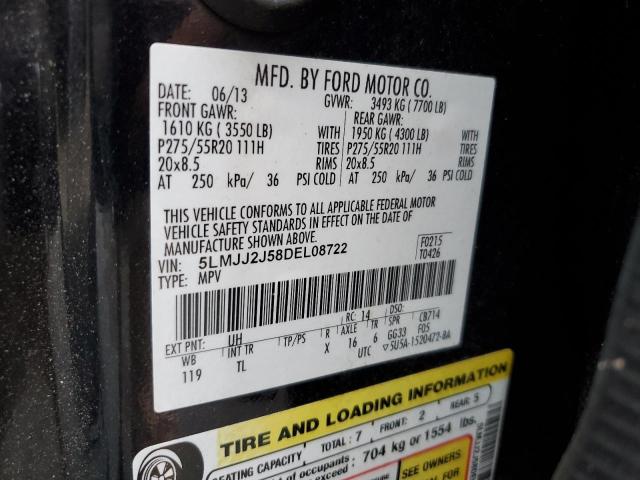 MFD. BY FORD MOTOR CO.
DATE: 06/13 GVWR: 3493 KG ( 7700 LB)
FRONT GAWR: REAR GAWR:
1610 KG ( 3550 LB) WITH 1950 KG ( 4300 LB) WITH
P275/55R20 111H TIRES P275/55R20 111H TIRES
20x8.5 RIMS 20x8.5 RIMS
AT 250 kPa/ 36 PSI COLD AT 250 kPa/ 36 PSI COLD
THIS VEHICLE CONFORMS TO ALL APPLICABLE FEDERAL MOTOR
VEHICLE SAFETY STANDARDS IN EFFECT ON THE DATE OF
MANUFACTURE SHOWN ABOVE.
VIN: 5LMJJ2J58DEL08722 F0215
TYPE: MPV T0426
EXT PNT: UH RC: 14 DSO:
WB INT TR TP/PS R AXLE TR SPR CB714
119 TL X 16 6 GG33 F05
UTC ▽5U5A-1520472-BA
TIRE AND LOADING INFORMATION
SEATING CAPACITY TOTAL: 7 FRONT: 2 REAR: 5
of occupants 704 kg or 1554 lbs.
exceed:
SEE OWNERS
FOR